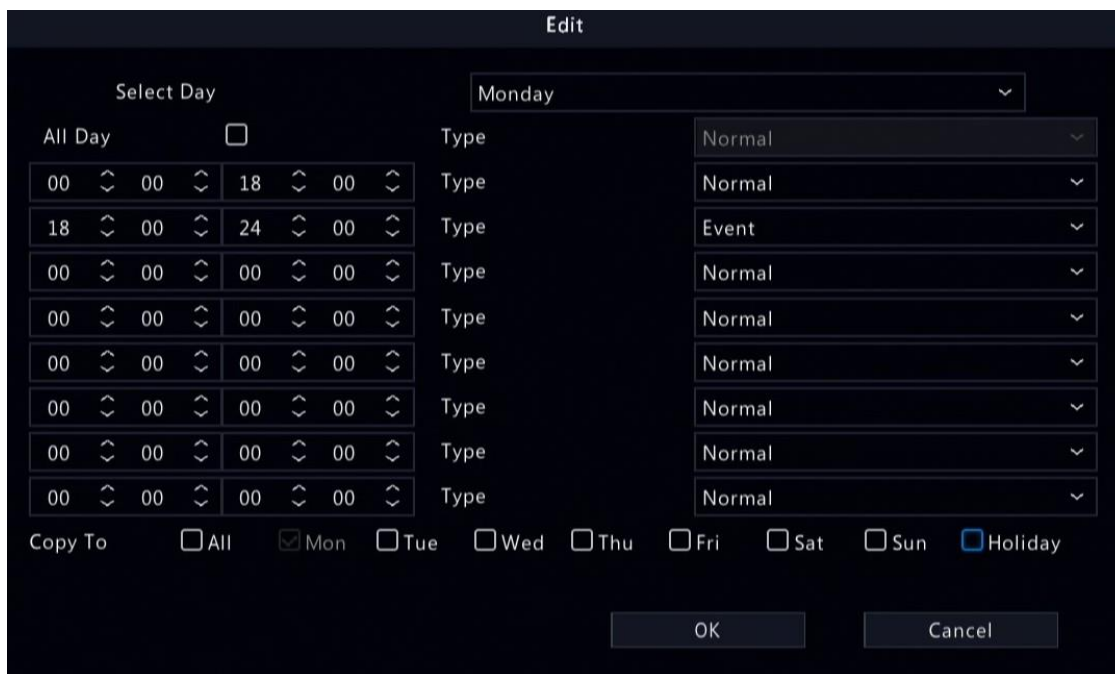 Edit
Select Day Monday
All Day Type Normal
00 00 18 00 Type Normal
18 00 24 00 Type Event
00 00 00 00 Type Normal
00 00 00 00 Type Normal
00 00 00 00 Type Normal
00 00 00 00 Type Normal
00 00 00 00 Type Normal
00 00 00 00 Type Normal
Copy To All Mon Tue Wed Thu Fri Sat Sun Holiday
OK Cancel